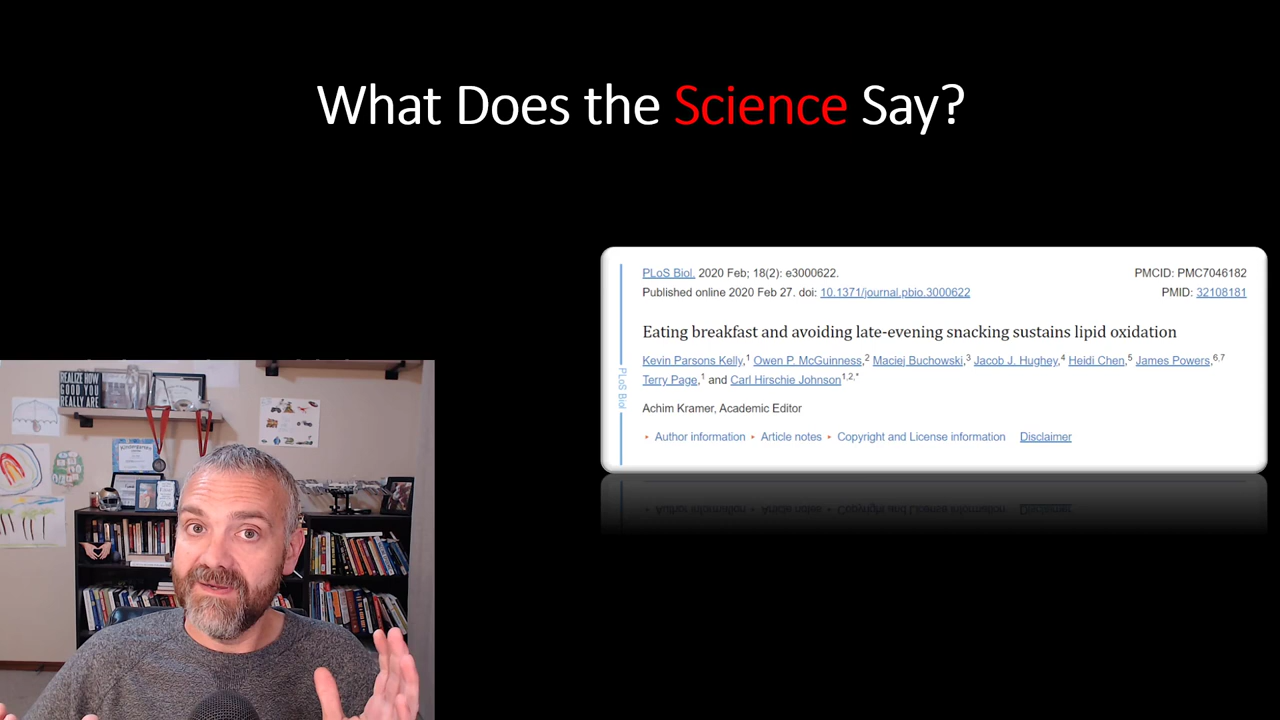 What Does the Science Say?
PLoS Biol. 2020 Feb; 18(2): e3000622.
PMCID: PMC7046182
Published online 2020 Feb 27. doi: 10.1371/journal.pbio.3000622
PMID: 32108181
Eating breakfast and avoiding late-evening snacking sustains lipid oxidation
Kevin Parsons Kelly,1 Owen P. McGuinness,2 Maciej Buchowski,3 Jacob J. Hughey,4 Heidi Chen,5 James Powers,6,7
Terry Page,1 and Carl Hirschie Johnson1,2,*
PLoS Biol
Achim Kramer, Academic Editor
▸ Author information ▸ Article notes ▸ Copyright and License information Disclaimer
REALIZE HOW
GOOD YOU
REALLY ARE